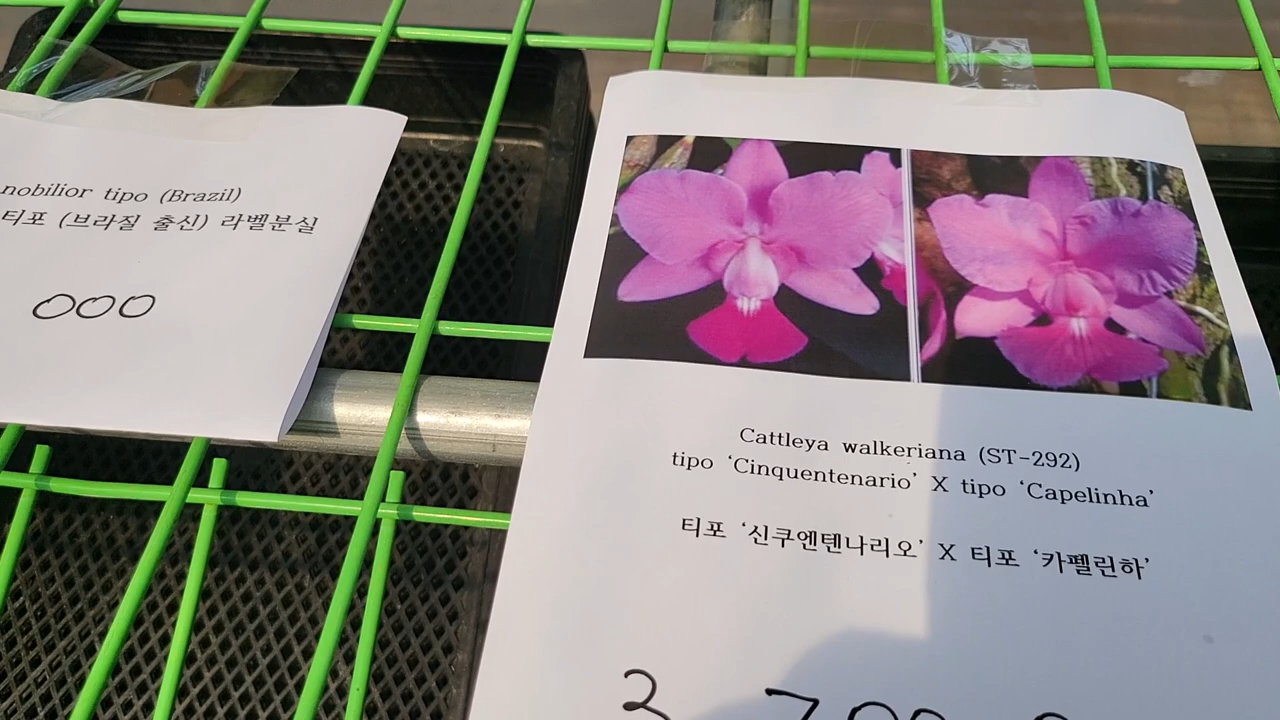 nobilior tipo (Brazil)
티포 (브라질 출신) 라벨분실
000
Cattleya walkeriana (ST-292)
tipo ‘Cinquentenario’ X tipo ‘Capelinha’
티포 ‘신쿠엔텐나리오’ X 티포 ‘카펠린하’